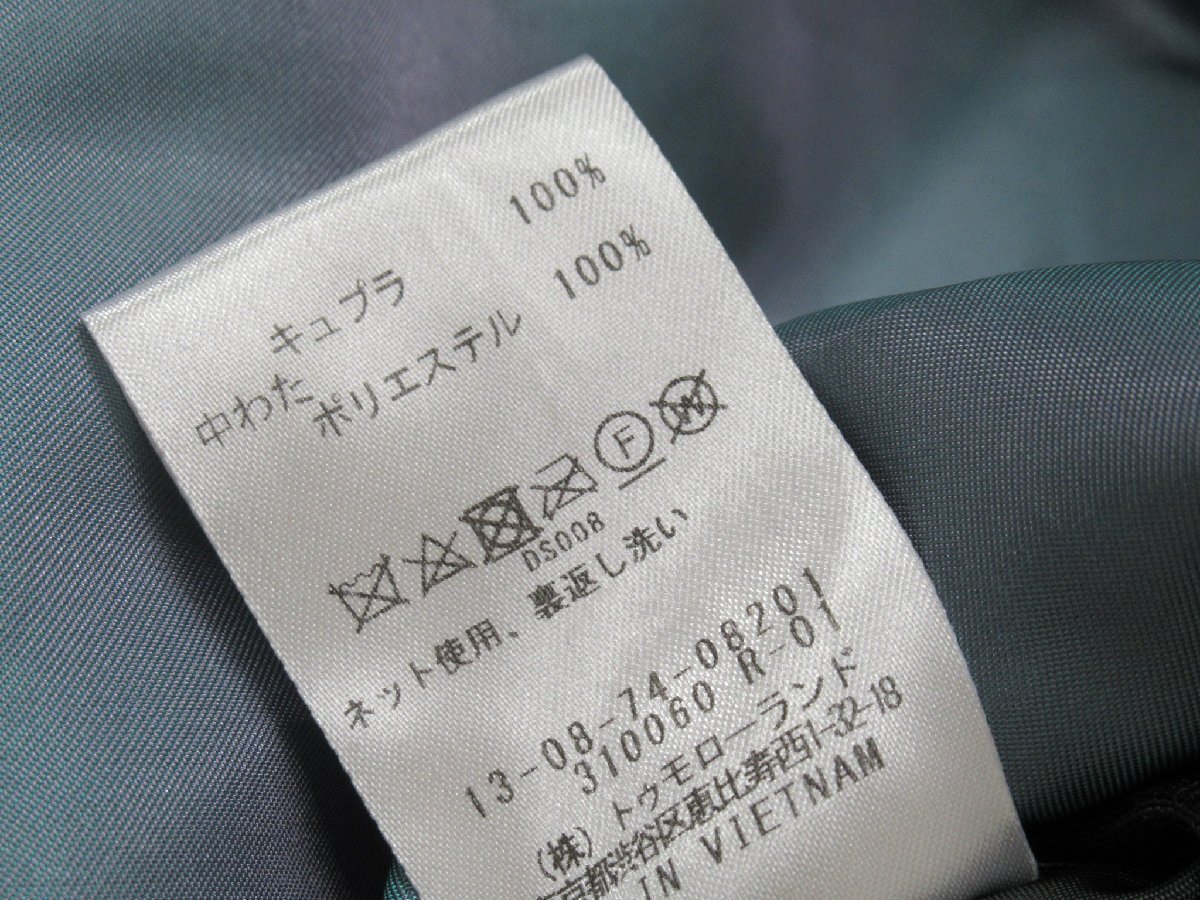 キュプラ 100%
中わた
ポリエステル 100%
F W
DS008
ネット使用、裏返し洗い
13-08-74-08201
310060 R-01
(株)トゥモローランド
京都渋谷区恵比寿西1-32-18
IN VIETNAM